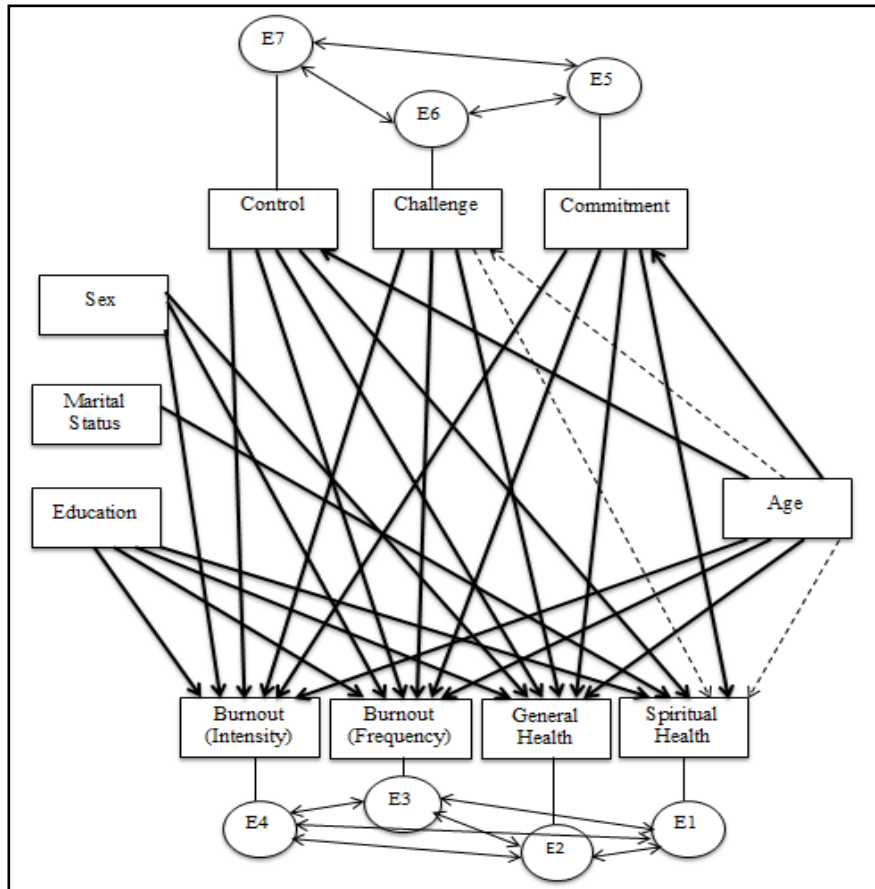 E7
E5
E6
Control
Challenge
Commitment
Sex
Marital
Status
Education
Age
Burnout
(Intensity)
Burnout
(Frequency)
General
Health
Spiritual
Health
E3
E4
E2
E1